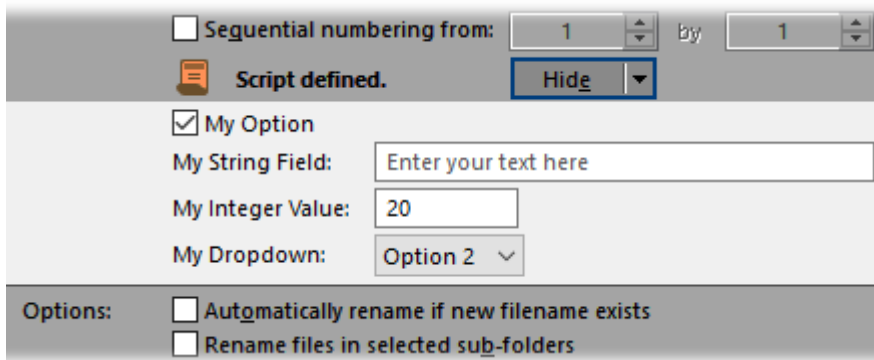 Sequential numbering from: 1 by 1
Script defined. Hide
My Option
My String Field: Enter your text here
My Integer Value: 20
My Dropdown: Option 2
Options: Automatically rename if new filename exists
Rename files in selected sub-folders